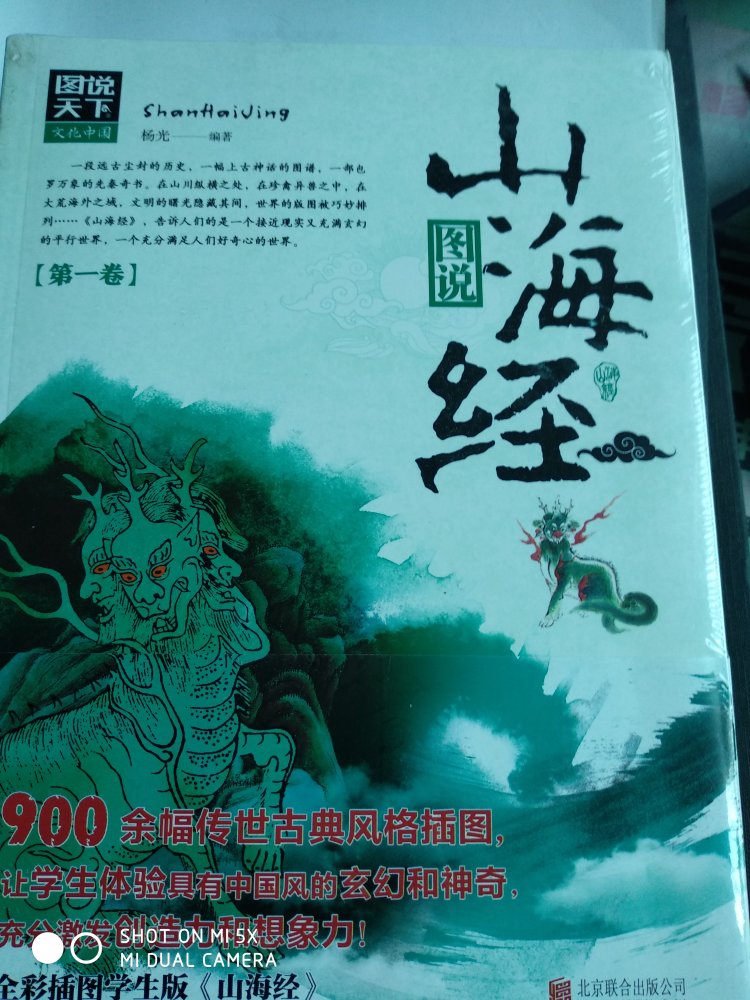 图说
天下
文化中国
ShanHaiJing
杨光——编著
一段远古尘封的历史，一幅上古神话的图谱，一部包
罗万象的先秦奇书。在山川纵横之处，在珍禽异兽之中，在
大荒海外之域，文明的曙光隐藏其间，世界的版图被巧妙排
列……《山海经》，告诉人们的是一个接近现实又充满玄幻
的平行世界，一个充分满足人们好奇心的世界。
【第一卷】
图说
山海经
900余幅传世古典风格插图，
让学生体验具有中国风的玄幻和神奇，
充分激发创造力和想象力！
SHOT ON MI 5X
MI DUAL CAMERA
全彩插图学生版《山海经》
北京联合出版公司